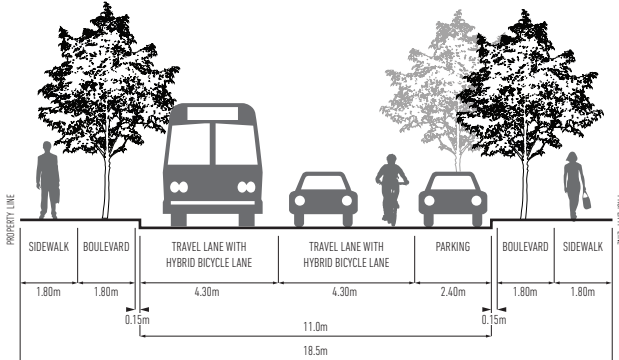 PROPERTY LINE
SIDEWALK
BOULEVARD
TRAVEL LANE WITH
HYBRID BICYCLE LANE
TRAVEL LANE WITH
HYBRID BICYCLE LANE
PARKING
BOULEVARD
SIDEWALK
1.80m
1.80m
4.30m
4.30m
2.40m
1.80m
1.80m
0.15m
0.15m
11.0m
18.5m